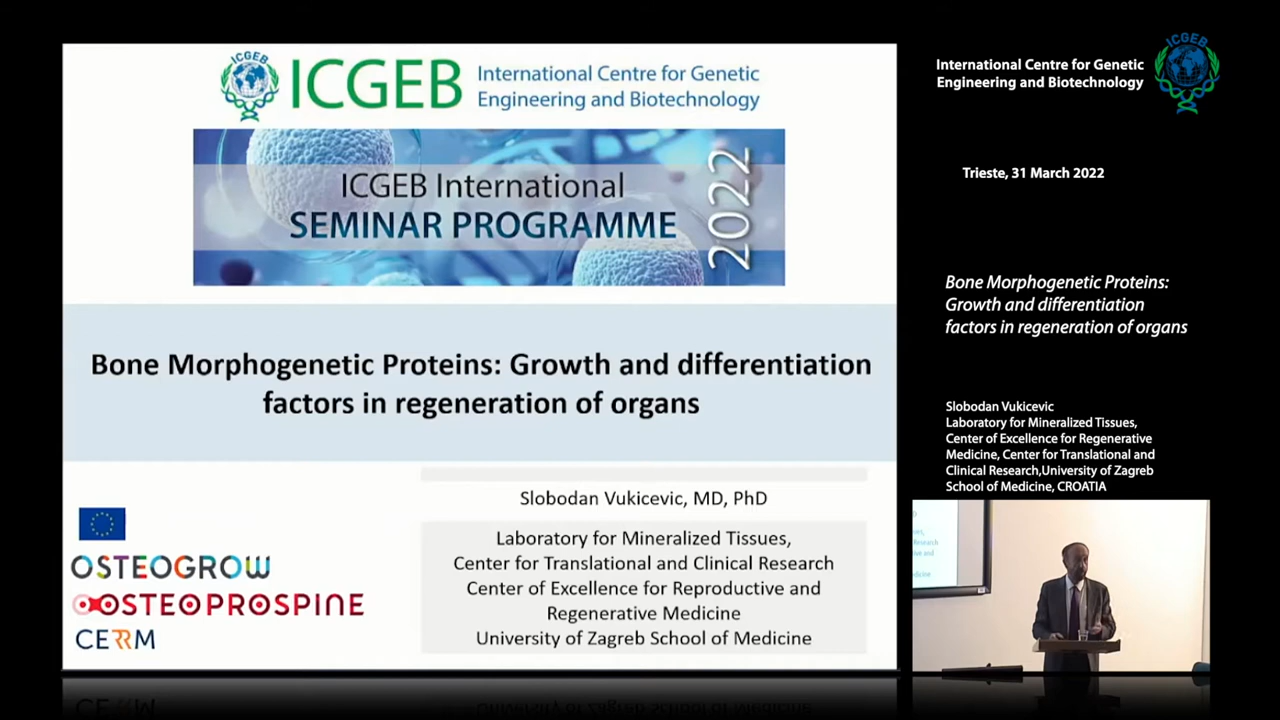 ICGEB
ICGEB International Centre for Genetic
Engineering and Biotechnology
ICGEB International
SEMINAR PROGRAMME
2022
Bone Morphogenetic Proteins: Growth and differentiation
factors in regeneration of organs
Slobodan Vukicevic, MD, PhD
Laboratory for Mineralized Tissues,
Center for Translational and Clinical Research
Center of Excellence for Reproductive and
Regenerative Medicine
University of Zagreb School of Medicine
OSTEOGROW
OSTEOPROSPINE
CERRM
International Centre for Genetic
Engineering and Biotechnology
ICGEB
Trieste, 31 March 2022
Bone Morphogenetic Proteins:
Growth and differentiation
factors in regeneration of organs
Slobodan Vukicevic
Laboratory for Mineralized Tissues,
Center of Excellence for Regenerative
Medicine, Center for Translational and
Clinical Research,University of Zagreb
School of Medicine, CROATIA